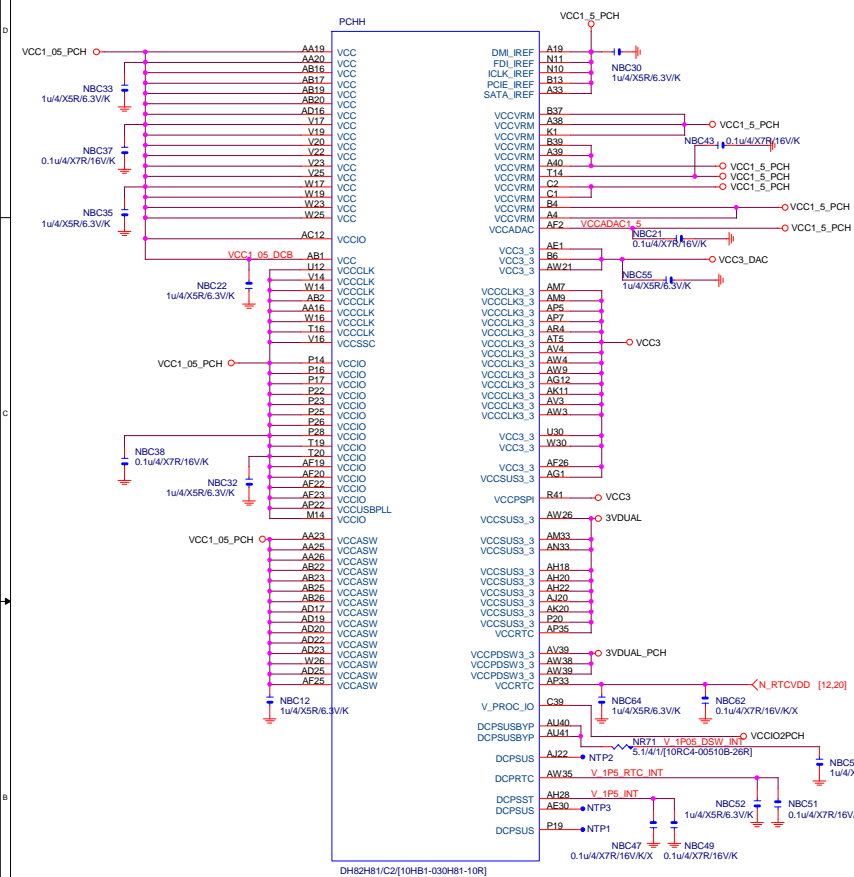 D
VCC1_5_PCH
PCHH
VCC1_05_PCH
AA19 VCC
AA20 VCC
AB16 VCC
AB17 VCC
AB19 VCC
AB20 VCC
AD16 VCC
V17 VCC
V19 VCC
V20 VCC
V22 VCC
V23 VCC
V25 VCC
W17 VCC
W19 VCC
W23 VCC
W25 VCC
AC12 VCCIO
NBC33
1u/4/X5R/6.3V/K
NBC37
0.1u/4/X7R/16V/K
NBC35
1u/4/X5R/6.3V/K
VCC1_05_DCB
AB1 VCC
U12 VCCCLK
V14 VCCCLK
W14 VCCCLK
AB2 VCCCLK
AA16 VCCCLK
W16 VCCCLK
T16 VCCCLK
V16 VCCSSC
NBC22
1u/4/X5R/6.3V/K
VCC1_05_PCH
P14 VCCIO
P16 VCCIO
P17 VCCIO
P22 VCCIO
P23 VCCIO
P25 VCCIO
P26 VCCIO
P28 VCCIO
T19 VCCIO
T20 VCCIO
AF19 VCCIO
AF20 VCCIO
AF22 VCCIO
AF23 VCCIO
AP22 VCCUSBPLL
M14 VCCIO
C
NBC38
0.1u/4/X7R/16V/K
NBC32
1u/4/X5R/6.3V/K
VCC1_05_PCH
AA23 VCCASW
AA25 VCCASW
AA26 VCCASW
AB22 VCCASW
AB23 VCCASW
AB25 VCCASW
AB26 VCCASW
AD17 VCCASW
AD19 VCCASW
AD20 VCCASW
AD22 VCCASW
AD23 VCCASW
W26 VCCASW
AD25 VCCASW
AF25 VCCASW
NBC12
1u/4/X5R/6.3V/K
B
DMI_IREF A19
FDI_IREF N11
ICLK_IREF N10
PCIE_IREF B13
SATA_IREF A33
NBC30
1u/4/X5R/6.3V/K
VCCVRM B37
VCCVRM A38
VCCVRM K1
VCCVRM B39
VCCVRM A39
VCCVRM A40
VCCVRM T14
VCCVRM C2
VCCVRM C1
VCCVRM B4
VCCVRM A4
VCCADAC AF2
VCC1_5_PCH
NBC43 0.1u/4/X7R/16V/K
VCC1_5_PCH
VCC1_5_PCH
VCC1_5_PCH
VCC1_5_PCH
VCCADAC1_5
VCC1_5_PCH
NBC21
0.1u/4/X7R/16V/K
VCC3_3 AE1
VCC3_3 B6
VCC3_3 AW21
VCC3_DAC
NBC55
1u/4/X5R/6.3V/K
VCCCLK3_3 AM7
VCCCLK3_3 AM9
VCCCLK3_3 AP5
VCCCLK3_3 AP7
VCCCLK3_3 AR4
VCCCLK3_3 AT5
VCCCLK3_3 AV4
VCCCLK3_3 AW4
VCCCLK3_3 AW9
VCCCLK3_3 AG12
VCCCLK3_3 AK11
VCCCLK3_3 AV3
VCCCLK3_3 AW3
VCC3
VCC3_3 U30
VCC3_3 W30
VCC3_3 AF26
VCCSUS3_3 AG1
VCCPSPI R41
VCC3
VCCSUS3_3 AW26
3VDUAL
VCCSUS3_3 AM33
VCCSUS3_3 AN33
VCCSUS3_3 AH18
VCCSUS3_3 AH20
VCCSUS3_3 AH22
VCCSUS3_3 AJ20
VCCSUS3_3 AK20
VCCSUS3_3 P20
VCCRTC AP35
VCCPDSW3_3 AV39
VCCPDSW3_3 AW38
VCCPDSW3_3 AW39
3VDUAL_PCH
VCCRTC AP33
N_RTCVDD [12,20]
V_PROC_IO C39
NBC64
1u/4/X5R/6.3V/K
NBC62
0.1u/4/X7R/16V/K/X
DCPSUSBYP AU40
DCPSUSBYP AU41
VCCIO2PCH
NR71 V_1P05_DSW_INT
5.1/4/1/[10RC4-00510B-26R]
DCPSUS AJ22 NTP2
NBC5
1u/4/X
DCPRTC AW35 V_1P5_RTC_INT
DCPSST AH28 V_1P5_INT
DCPSUS AE30 NTP3
DCPSUS P19 NTP1
NBC52
1u/4/X5R/6.3V/K
NBC51
0.1u/4/X7R/16V/
NBC47
0.1u/4/X7R/16V/K/X
NBC49
0.1u/4/X7R/16V/K
DH82H81/C2/[10HB1-030H81-10R]